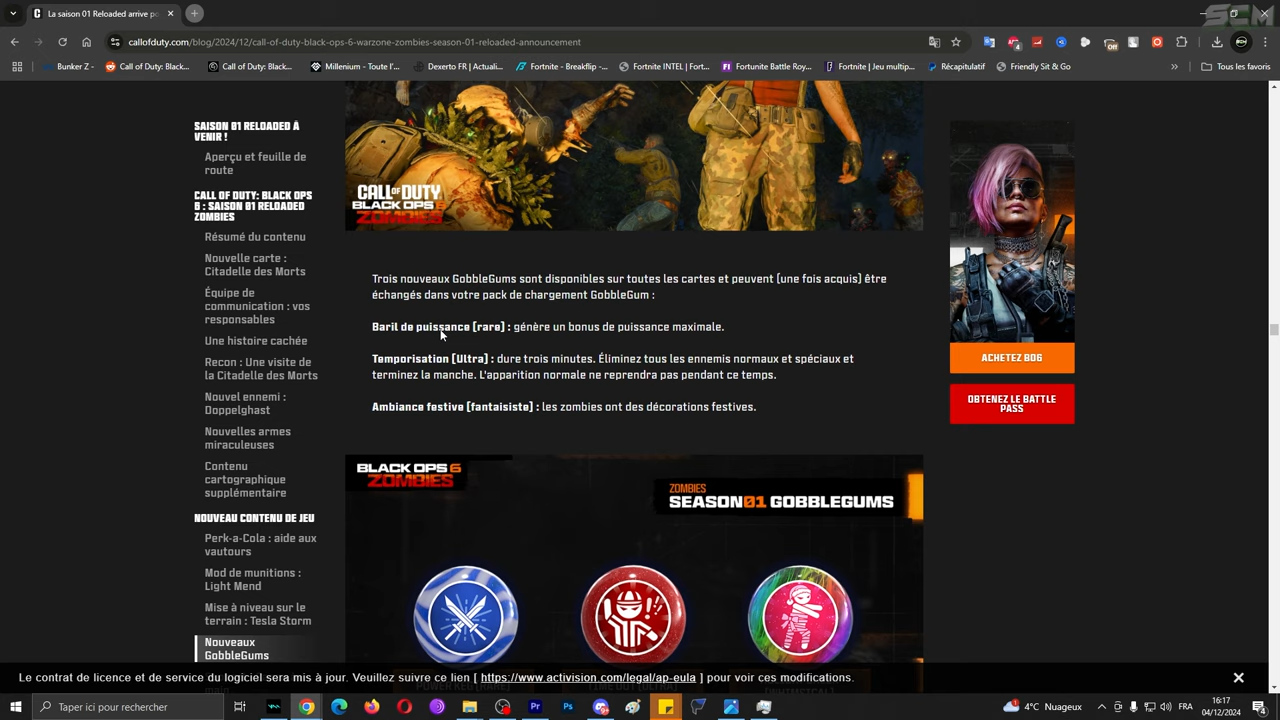 La saison 01 Reloaded arrive po
callofduty.com/blog/2024/12/call-of-duty-black-ops-6-warzone-zombies-season-01-reloaded-announcement
Bunker Z -
Call of Duty: Black...
Call of Duty: Black...
Millenium - Toute l'...
Dexerto FR | Actuali...
Fortnite - Breakflip -...
Fortnite INTEL | Fort...
Fortnite Battle Roy...
Fortnite | Jeu multip...
Récapitulatif
Friendly Sit & Go
Tous les favoris
SAISON 01 RELOADED À
VENIR !
Aperçu et feuille de
route
CALL OF DUTY: BLACK OPS
6 : SAISON 01 RELOADED
ZOMBIES
Résumé du contenu
Nouvelle carte :
Citadelle des Morts
Équipe de
communication : vos
responsables
Une histoire cachée
Recon : Une visite de
la Citadelle des Morts
Nouvel ennemi :
Doppelghast
Nouvelles armes
miraculeuses
Contenu
cartographique
supplémentaire
NOUVEAU CONTENU DE JEU
Perk-a-Cola : aide aux
vautours
Mod de munitions :
Light Mend
Mise à niveau sur le
terrain : Tesla Storm
Nouveaux
GobbleGums
CALL OF DUTY
BLACK OPS 6
ZOMBIES
Trois nouveaux GobbleGums sont disponibles sur toutes les cartes et peuvent (une fois acquis) être
échangés dans votre pack de chargement GobbleGum :
Baril de puissance [rare] : génère un bonus de puissance maximale.
Temporisation [Ultra] : dure trois minutes. Éliminez tous les ennemis normaux et spéciaux et
terminez la manche. L'apparition normale ne reprendra pas pendant ce temps.
Ambiance festive [fantaisiste] : les zombies ont des décorations festives.
BLACK OPS 6
ZOMBIES
ZOMBIES
SEASON 01 GOBBLEGUMS
ACHETEZ BO6
OBTENEZ LE BATTLE
PASS
Le contrat de licence et de service du logiciel sera mis à jour. Veuillez suivre ce lien [ https://www.activision.com/legal/ap-eula ] pour voir ces modifications.
Taper ici pour rechercher
4°C Nuageux
FRA
16:17
04/12/2024